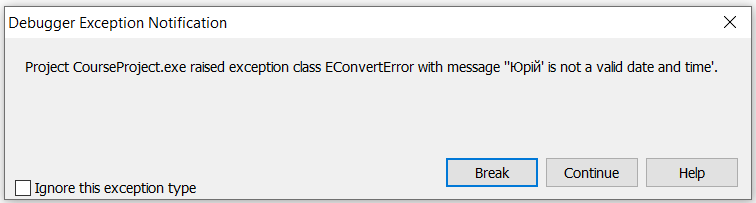 Debugger Exception Notification
Project CourseProject.exe raised exception class EConvertError with message ''Юрій' is not a valid date and time'.
Break
Continue
Help
Ignore this exception type